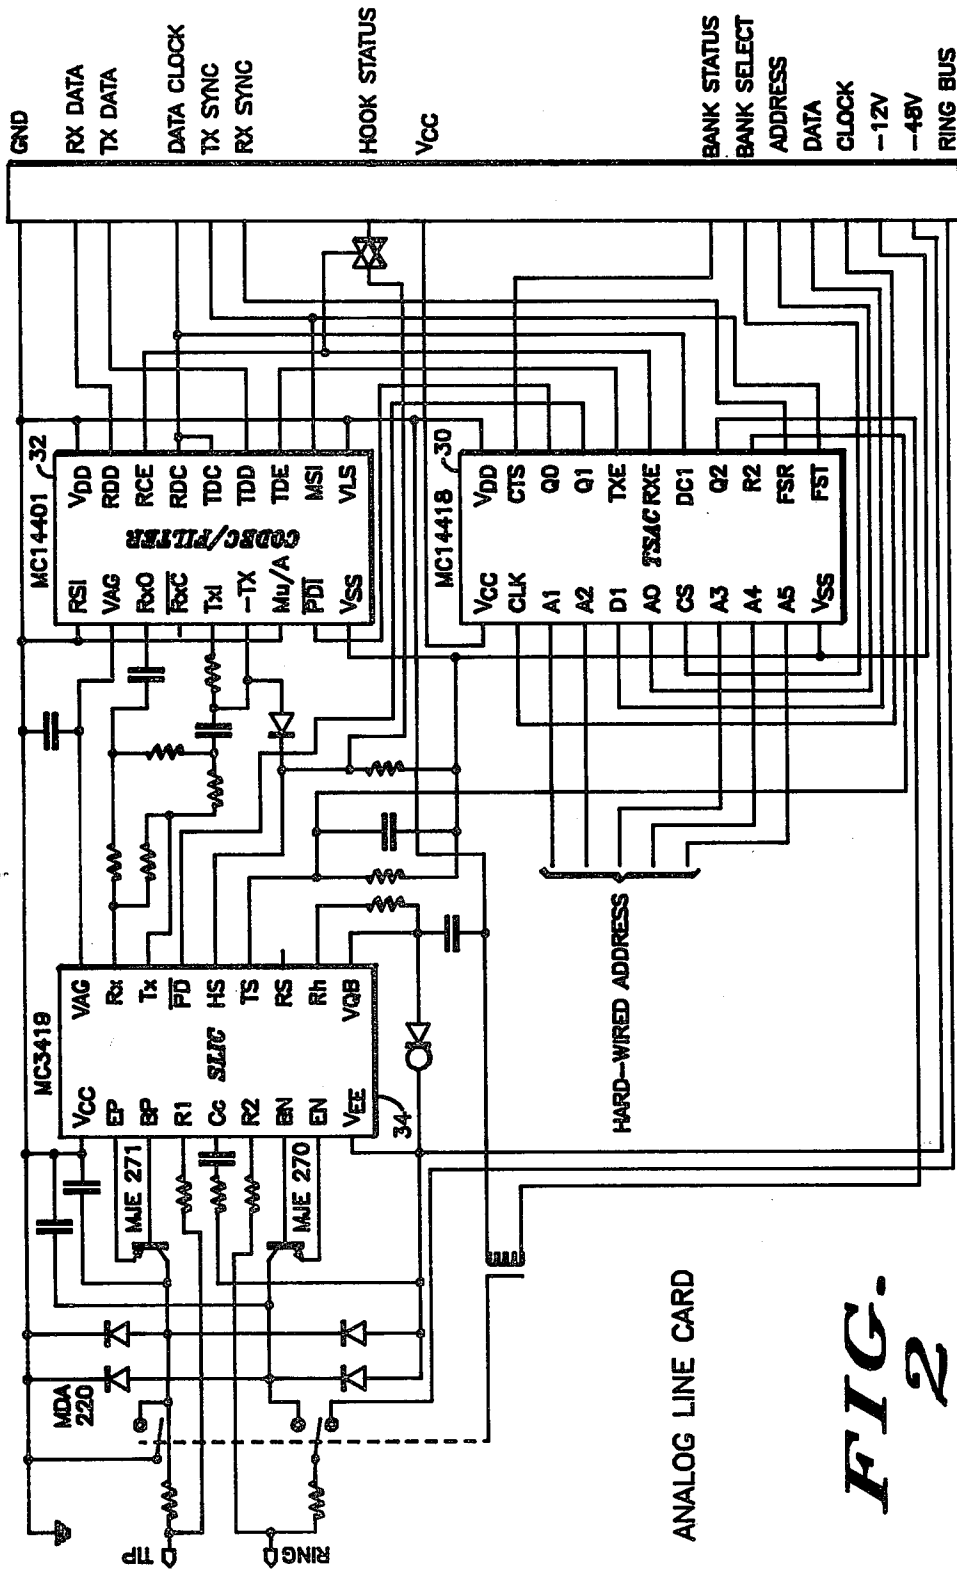 GND
RX DATA
TX DATA
DATA CLOCK
TX SYNC
RX SYNC
HOOK STATUS
VCC
BANK STATUS
BANK SELECT
ADDRESS
DATA
CLOCK
-12V
-48V
RING BUS
MC14401
32
RSI
VAG
RxO
RxC
TxI
-TX
Mu/A
PDI
VSS
CODEC/FILTER
VDD
RDD
RCE
RDC
TDC
TDD
TDE
MSI
VLS
MC14418
30
VCC
CLK
A1
A2
D1
A0
CS
A3
A4
A5
VSS
TSAC
VDD
CTS
Q0
Q1
TXE
RXE
DC1
Q2
R2
FSR
FST
MC3419
34
VCC
EP
BP
R1
Cc
R2
BN
EN
VEE
SLIC
VAG
Rx
Tx
PD
HS
TS
RS
Rh
VQB
MJE 271
MJE 270
MDA
220
TIP
RING
HARD-WIRED ADDRESS
ANALOG LINE CARD
FIG.
2